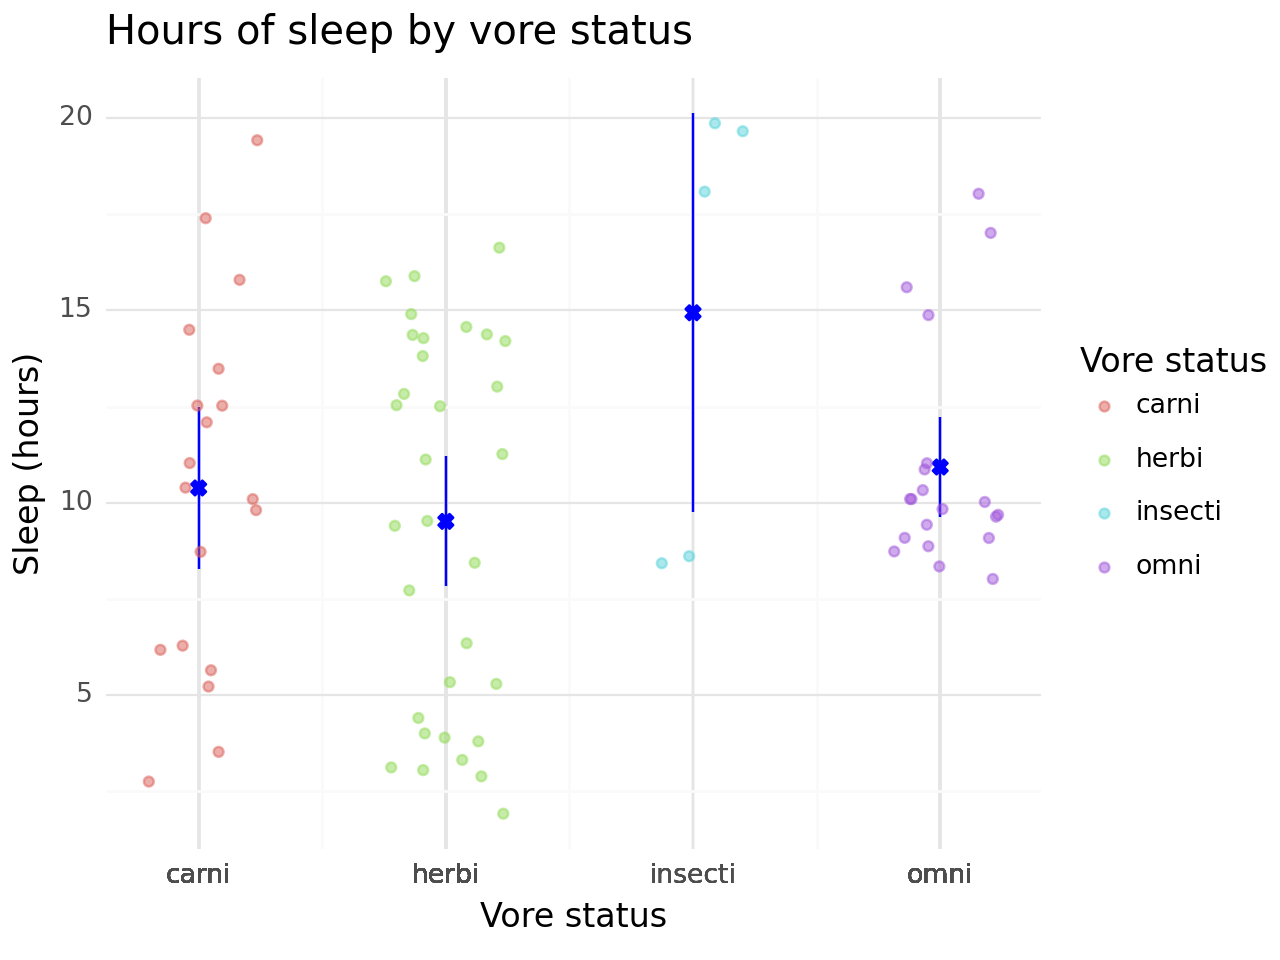 Hours of sleep by vore status
20
15
10
5
Sleep (hours)
carni herbi insecti omni
Vore status
Vore status
carni
herbi
insecti
omni